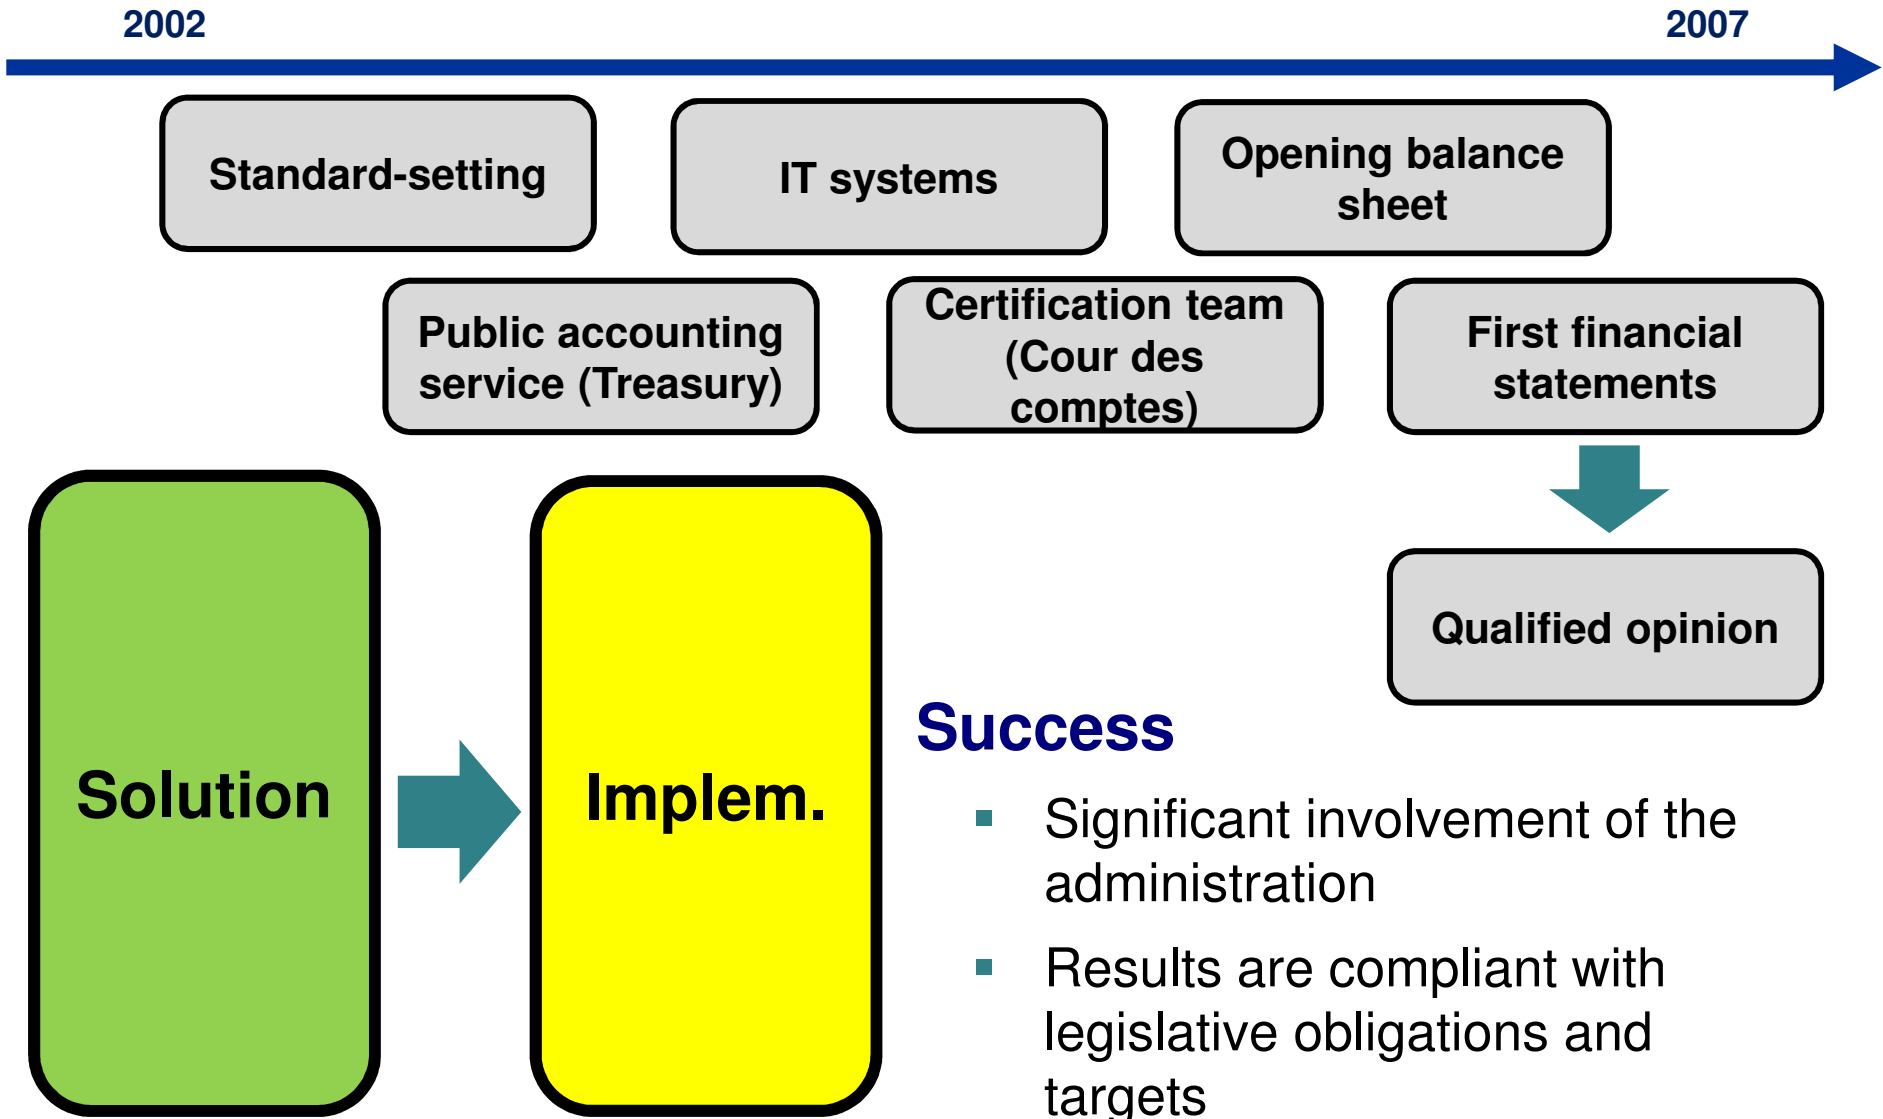 2002
2007
Standard-setting
IT systems
Opening balance
sheet
Public accounting
service (Treasury)
Certification team
(Cour des
comptes)
First financial
statements
Qualified opinion
Solution
Implem.
Success
▪ Significant involvement of the
administration
▪ Results are compliant with
legislative obligations and
targets